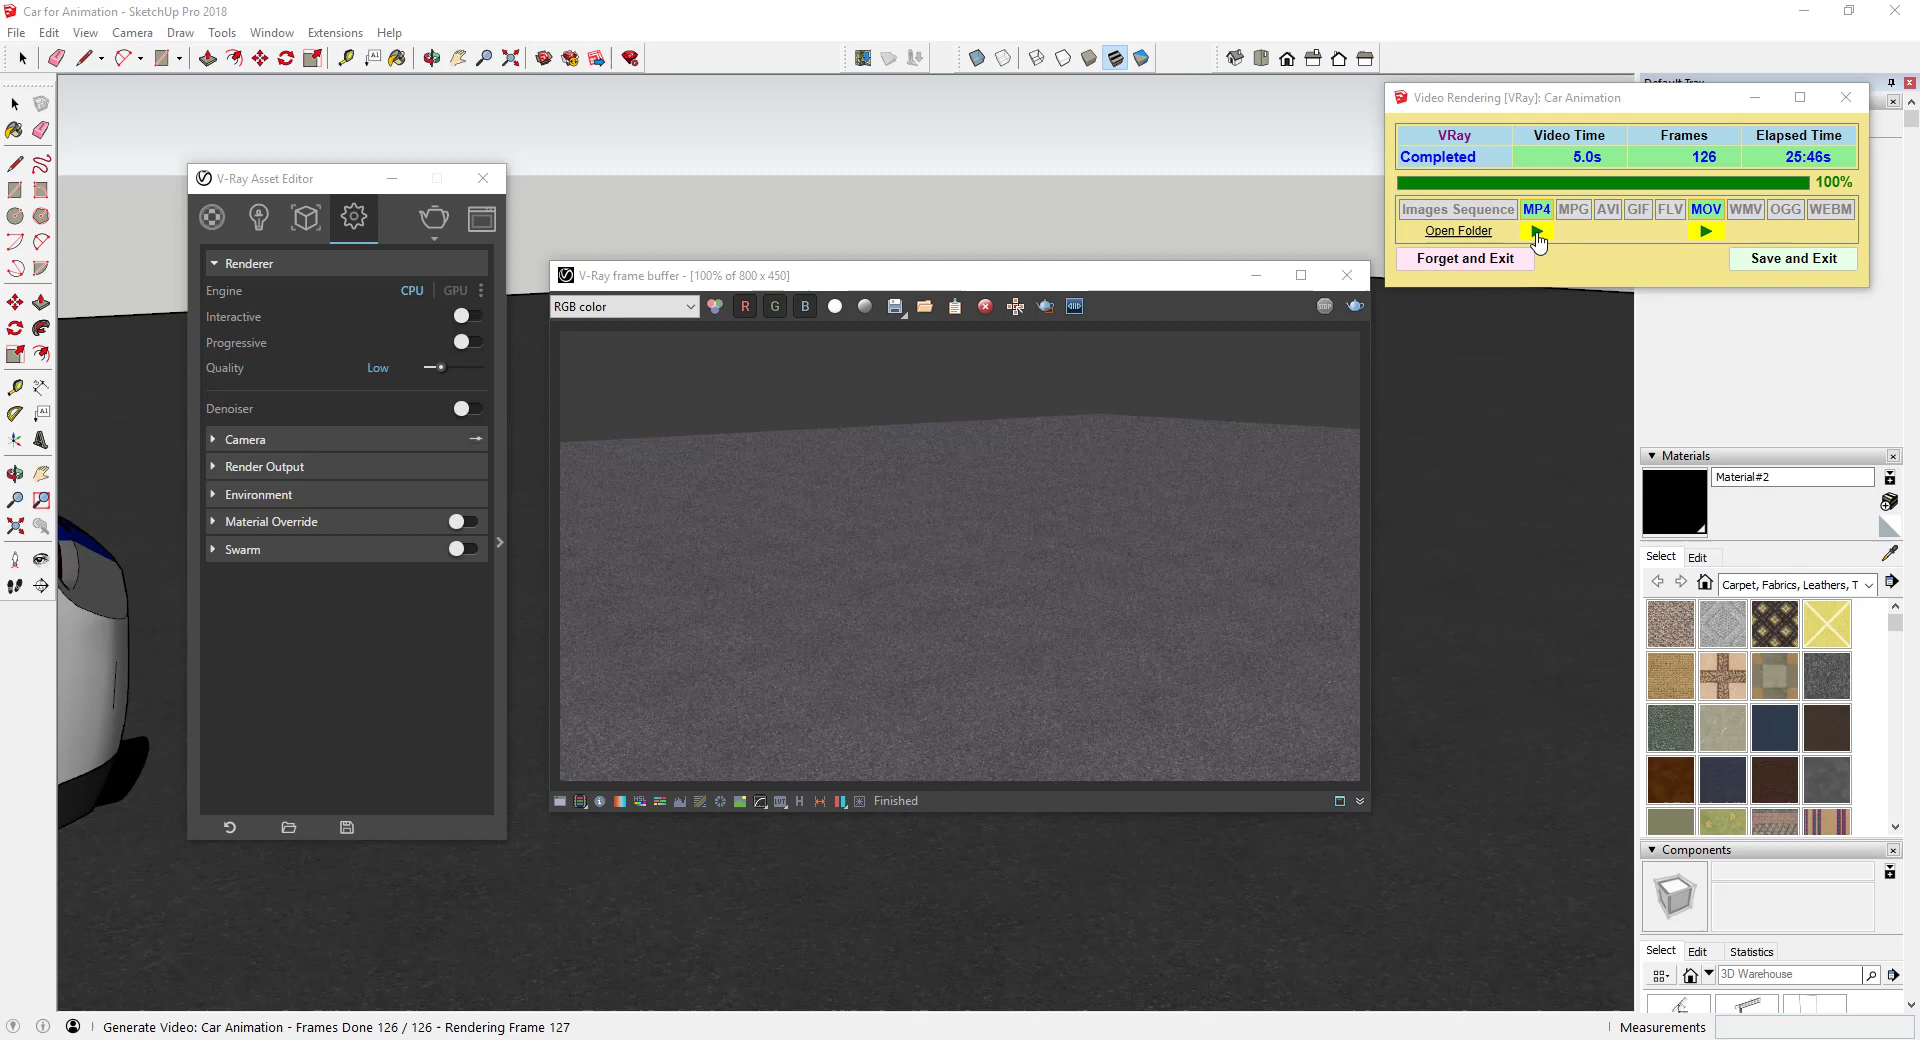 Car for Animation - SketchUp Pro 2018
File Edit View Camera Draw Tools Window Extensions Help
Video Rendering [VRay]: Car Animation
VRay Video Time Frames Elapsed Time
Completed 5.0s 126 25:46s
100%
Images Sequence MP4 MPG AVI GIF FLV MOV WMV OGG WEBM
Open Folder
Forget and Exit Save and Exit
V-Ray Asset Editor
Renderer
Engine CPU GPU
Interactive
Progressive
Quality Low
Denoiser
Camera
Render Output
Environment
Material Override
Swarm
V-Ray frame buffer - [100% of 800 x 450]
RGB color R G B
Finished
Materials
Material#2
Select Edit
Carpet, Fabrics, Leathers, T
Components
Select Edit Statistics
3D Warehouse
Generate Video: Car Animation - Frames Done 126 / 126 - Rendering Frame 127
Measurements